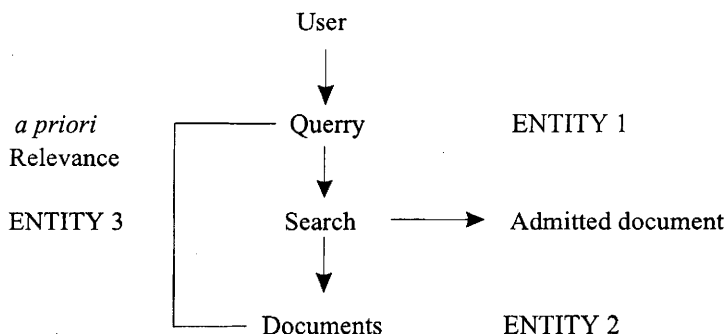 User
a priori Querry ENTITY 1
Relevance
ENTITY 3 Search Admitted document
Documents ENTITY 2